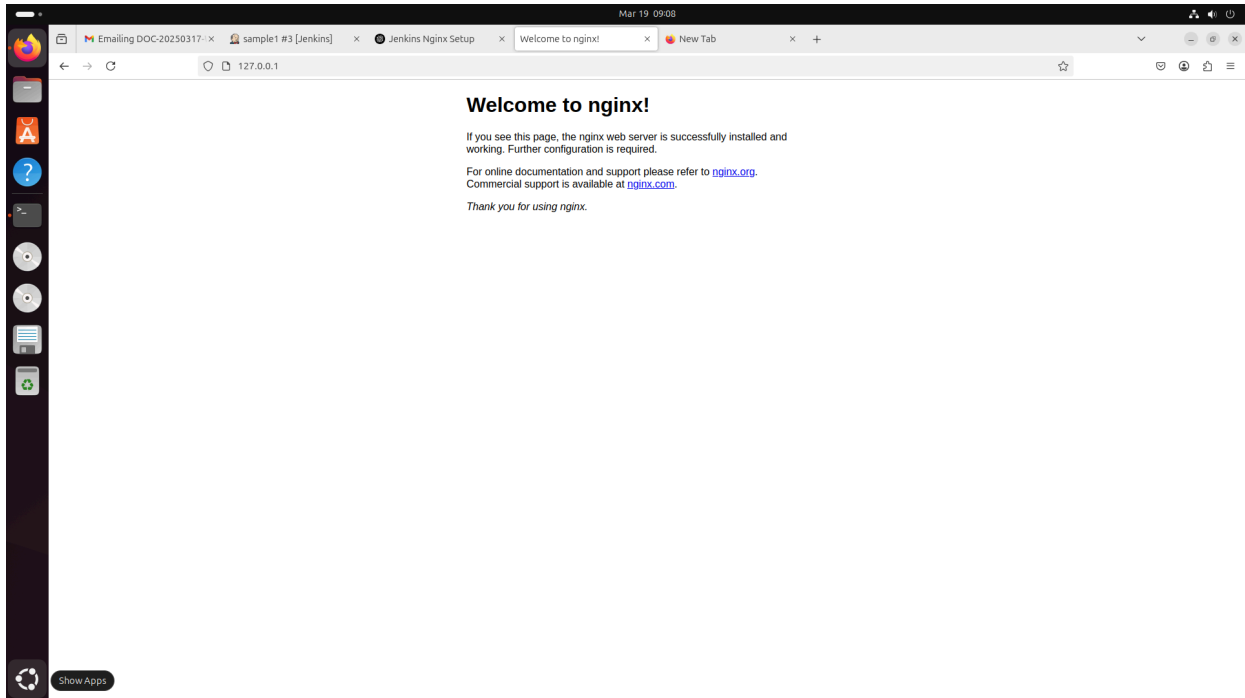 Mar 19 09:08
Emailing DOC-20250317-
sample1 #3 [Jenkins]
Jenkins Nginx Setup
Welcome to nginx!
New Tab
127.0.0.1
Welcome to nginx!
If you see this page, the nginx web server is successfully installed and
working. Further configuration is required.
For online documentation and support please refer to nginx.org.
Commercial support is available at nginx.com.
Thank you for using nginx.
Show Apps